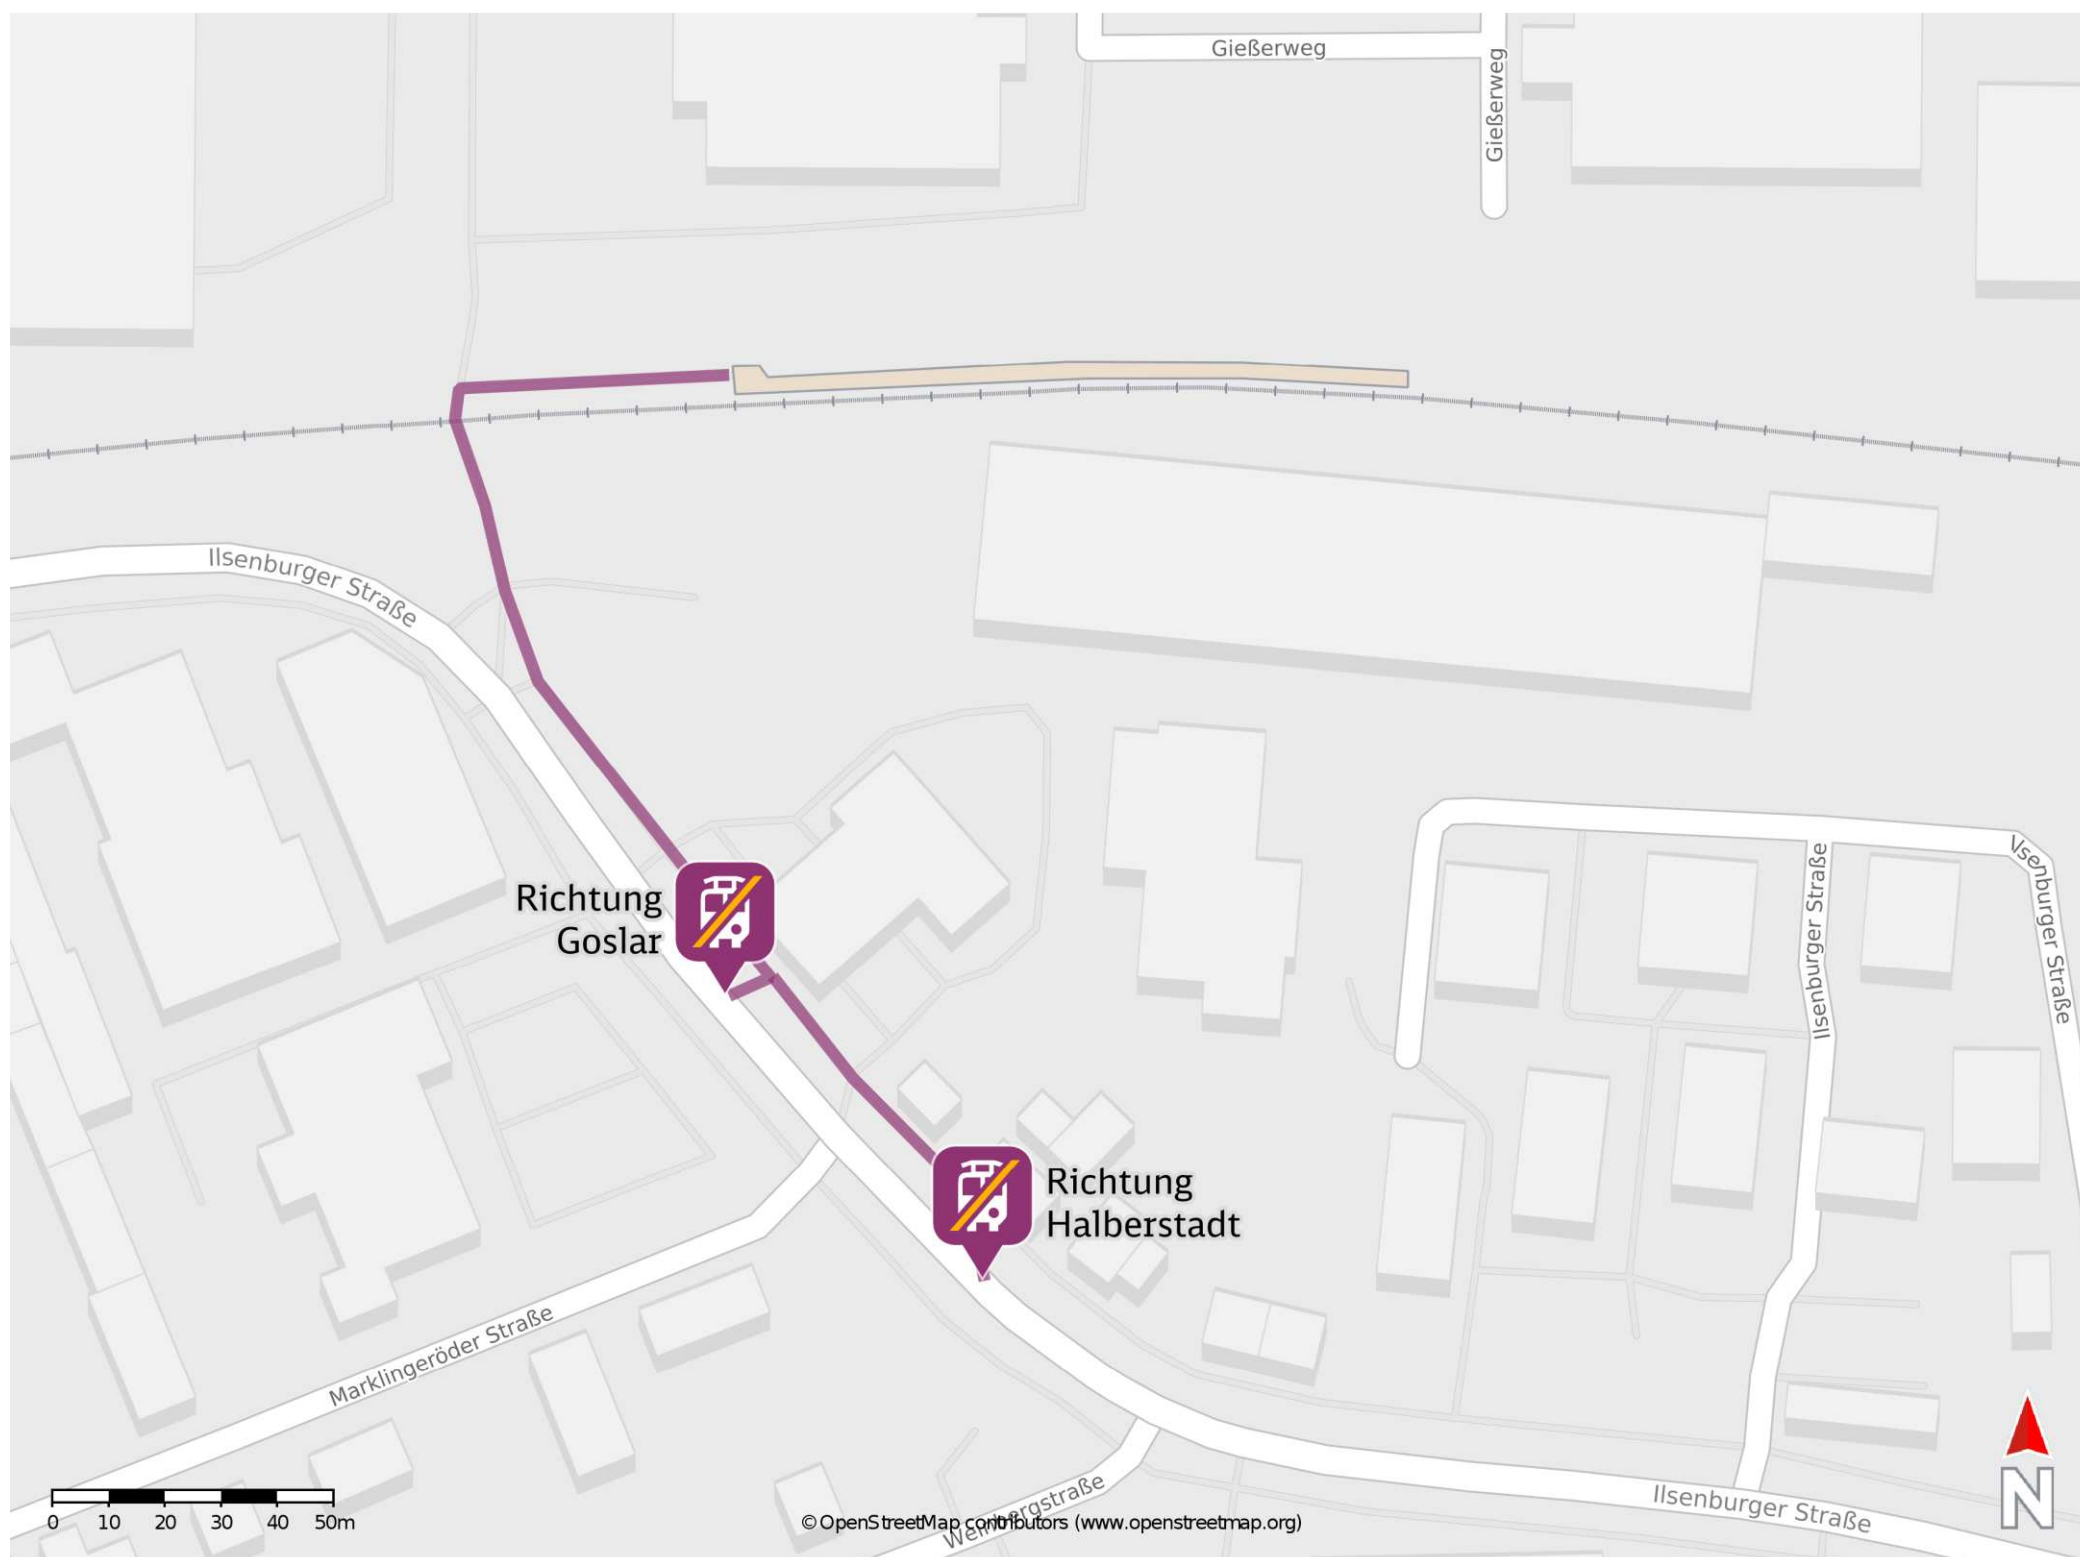 Gießerweg
Gießerweg
Ilsenburger Straße
Richtung
Goslar
Ilsenburger Straße
Ilsenburger Straße
Richtung
Halberstadt
Marklingeröder Straße
Weinbergstraße
Ilsenburger Straße
0 10 20 30 40 50m
© OpenStreetMap contributors (www.openstreetmap.org)
N